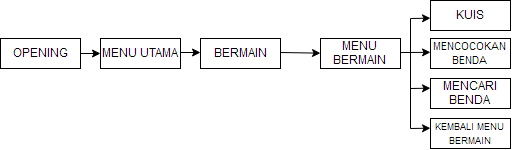 OPENING
MENU UTAMA
BERMAIN
MENU
BERMAIN
KUIS
MENCOCOKAN
BENDA
MENCARI
BENDA
KEMBALI MENU
BERMAIN